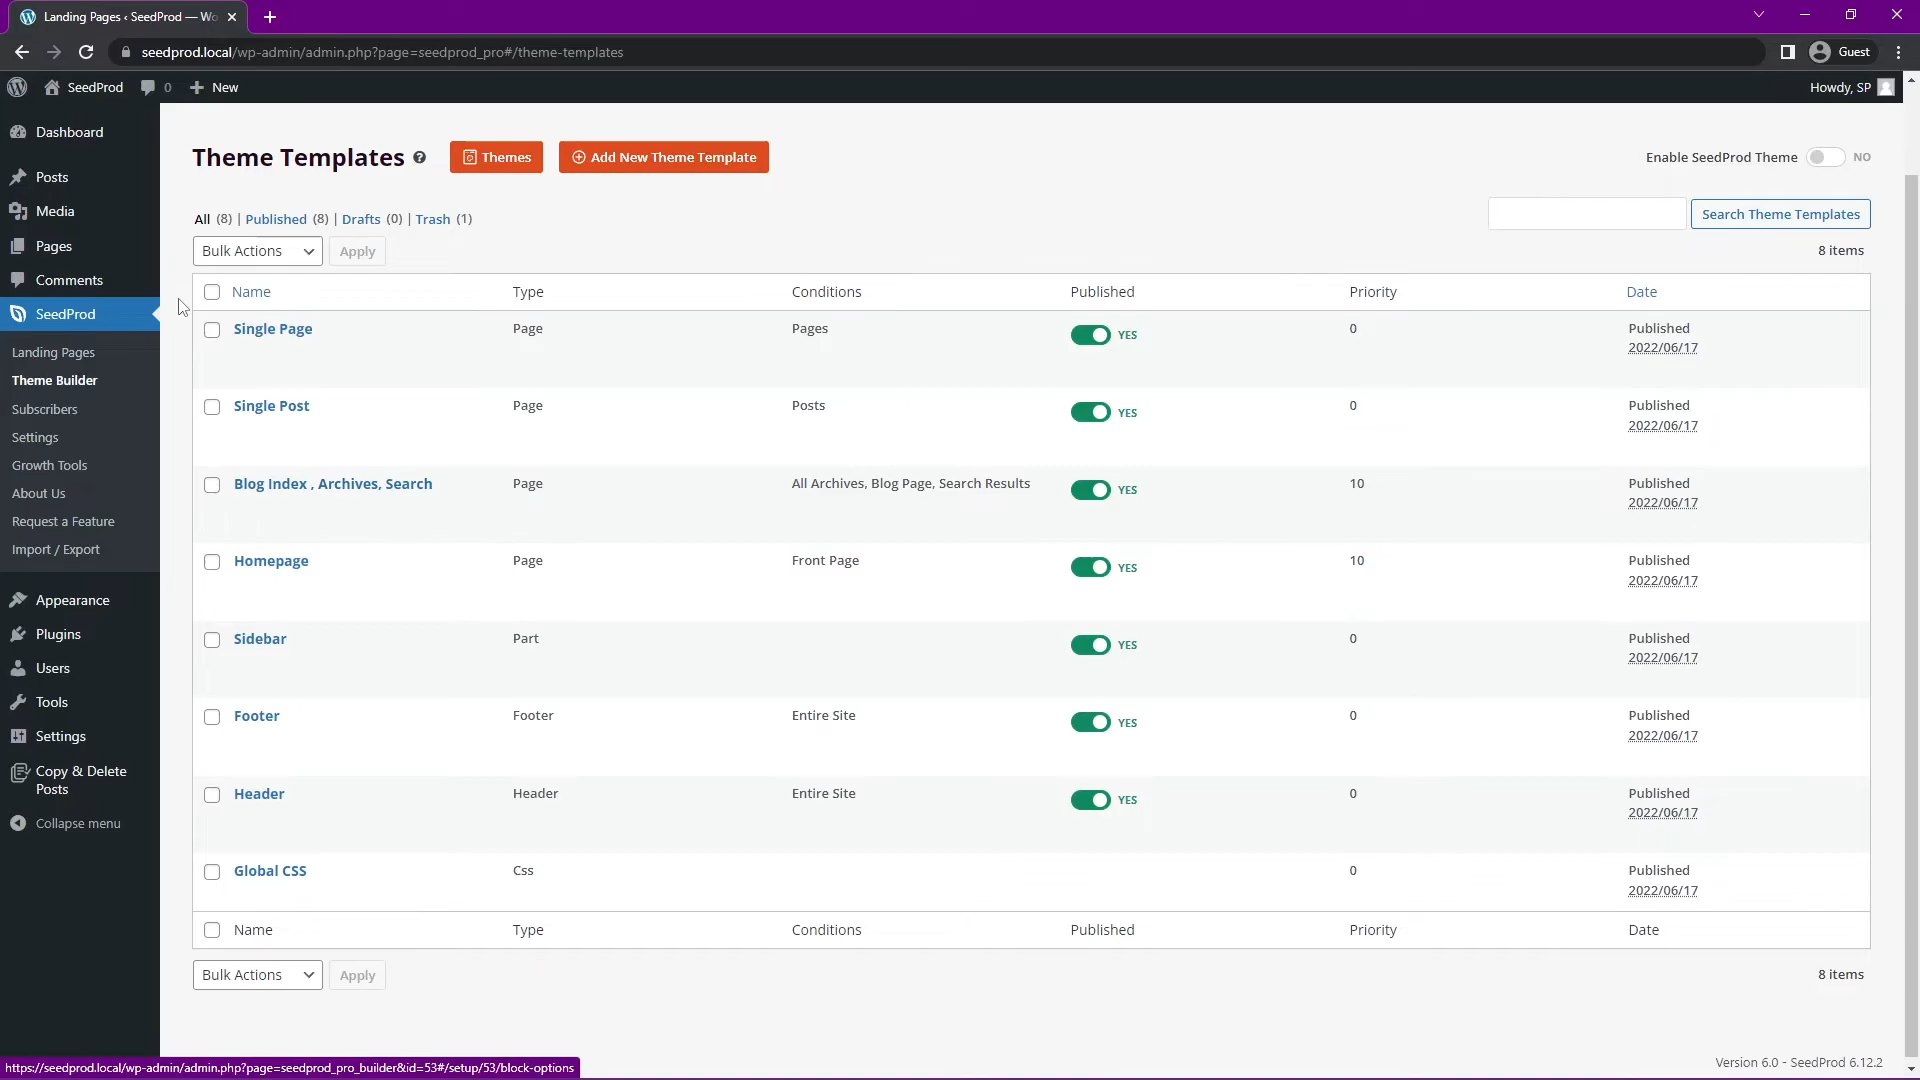 Landing Pages ‹ SeedProd — Wo
seedprod.local/wp-admin/admin.php?page=seedprod_pro#/theme-templates
Guest
SeedProd 0 New
Howdy, SP
Dashboard
Posts
Media
Pages
Comments
SeedProd
Landing Pages
Theme Builder
Subscribers
Settings
Growth Tools
About Us
Request a Feature
Import / Export
Appearance
Plugins
Users
Tools
Settings
Copy & Delete
Posts
Collapse menu
Theme Templates
Themes
Add New Theme Template
Enable SeedProd Theme NO
All (8) | Published (8) | Drafts (0) | Trash (1)
Search Theme Templates
Bulk Actions Apply
8 items
Name Type Conditions Published Priority Date
Single Page Page Pages YES 0 Published
2022/06/17
Single Post Page Posts YES 0 Published
2022/06/17
Blog Index , Archives, Search Page All Archives, Blog Page, Search Results YES 10 Published
2022/06/17
Homepage Page Front Page YES 10 Published
2022/06/17
Sidebar Part YES 0 Published
2022/06/17
Footer Footer Entire Site YES 0 Published
2022/06/17
Header Header Entire Site YES 0 Published
2022/06/17
Global CSS Css 0 Published
2022/06/17
Name Type Conditions Published Priority Date
Bulk Actions Apply
8 items
Version 6.0 - SeedProd 6.12.2
https://seedprod.local/wp-admin/admin.php?page=seedprod_pro_builder&id=53#/setup/53/block-options